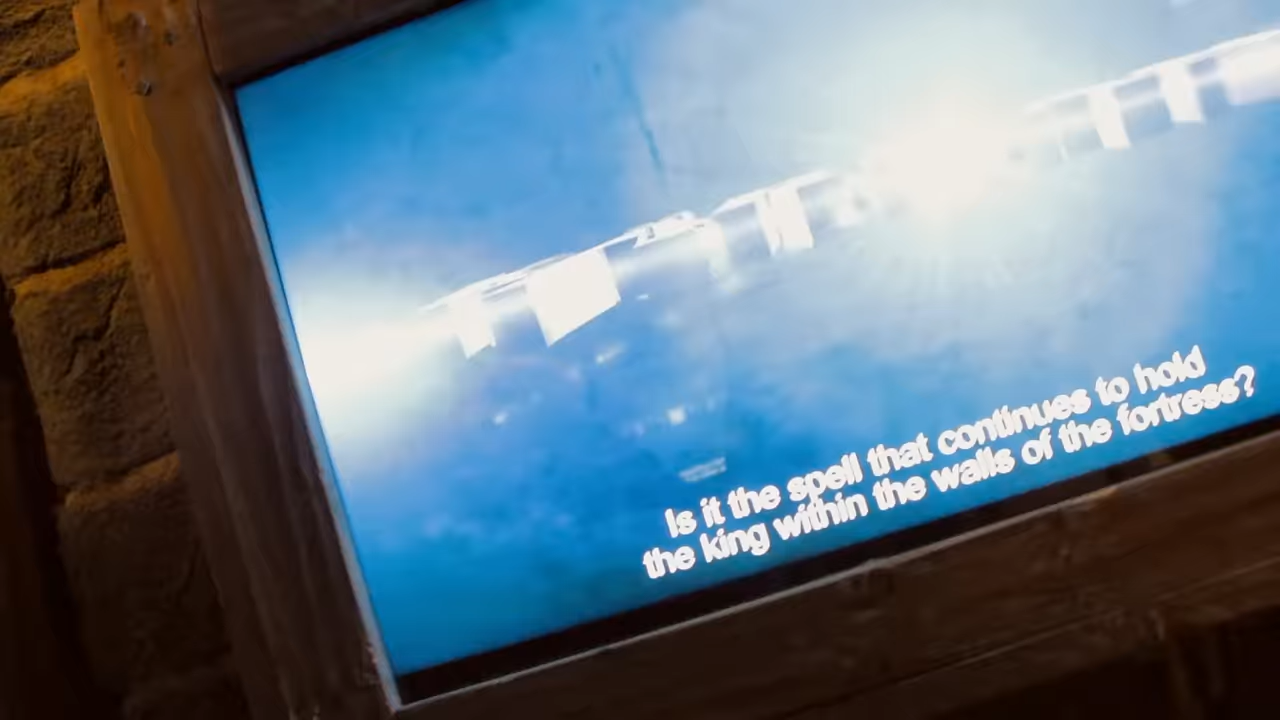 Is it the spell that continues to hold
the king within the walls of the fortress?